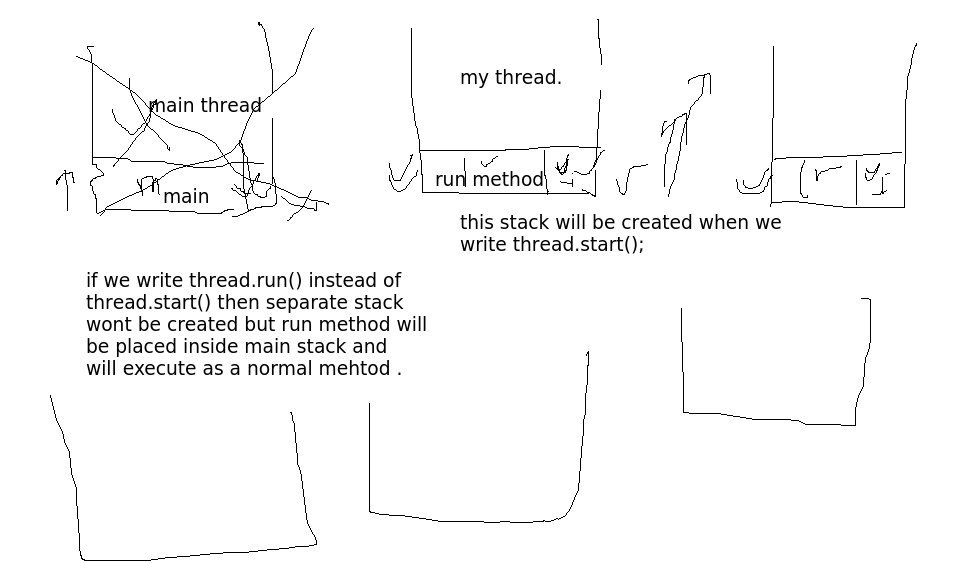 main thread
main
my thread.
run method
this stack will be created when we
write thread.start();
if we write thread.run() instead of
thread.start() then separate stack
wont be created but run method will
be placed inside main stack and
will execute as a normal mehtod .